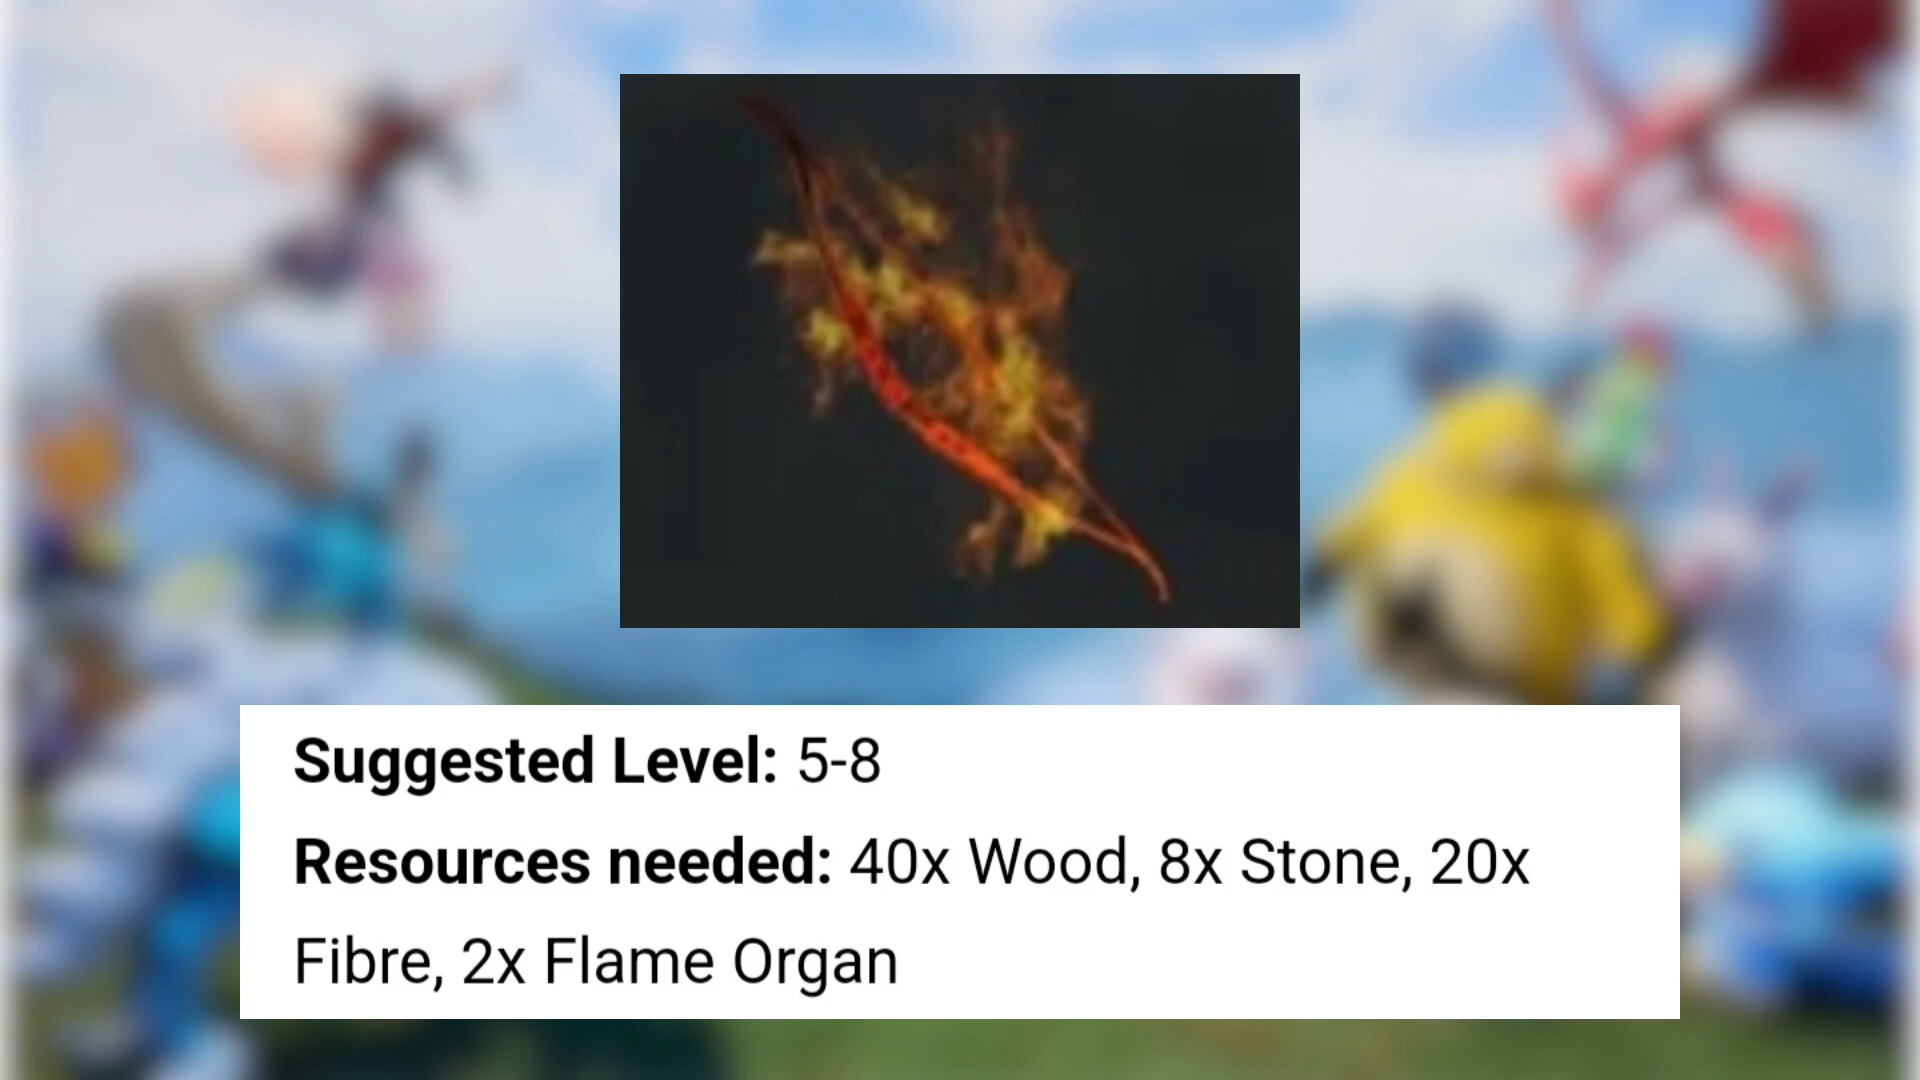 Suggested Level: 5-8
Resources needed: 40x Wood, 8x Stone, 20x
Fibre, 2x Flame Organ